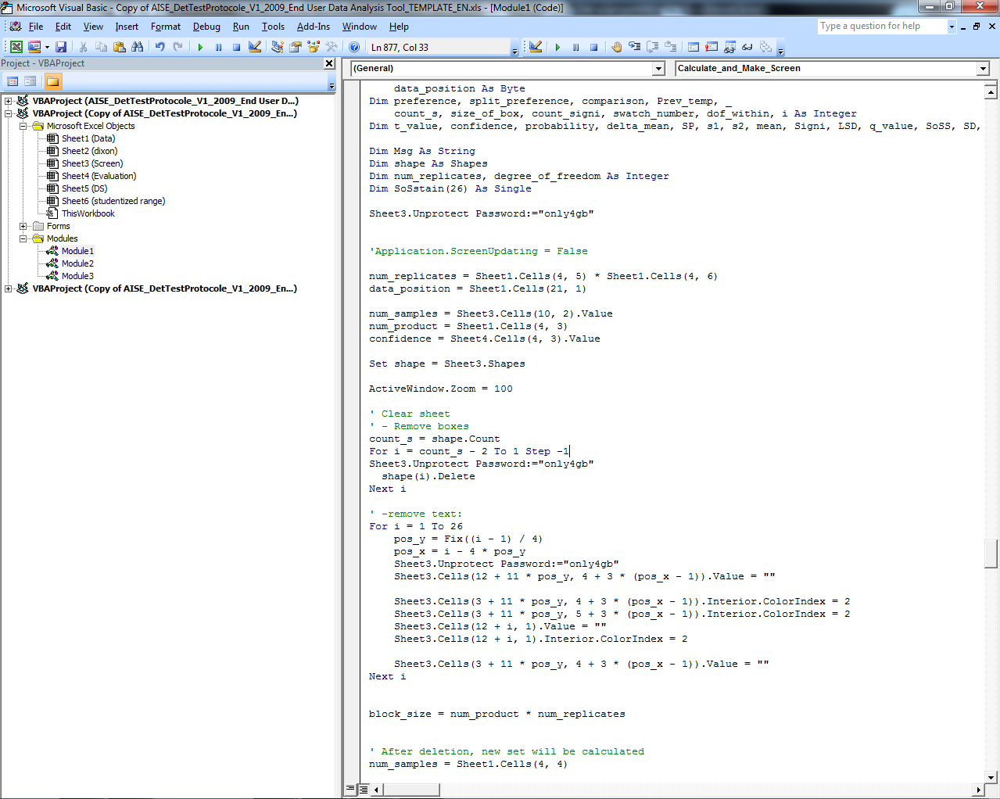 Microsoft Visual Basic - Copy of AISE_DetTestProtocole_V1_2009_End User Data Analysis Tool_TEMPLATE_EN.xls - [Module1 (Code)]
File Edit View Insert Format Debug Run Tools Add-Ins Window Help
Type a question for help
Ln 877, Col 33
Project - VBAProject
VBAProject (AISE_DetTestProtocole_V1_2009_End User D...)
VBAProject (Copy of AISE_DetTestProtocole_V1_2009_En...)
Microsoft Excel Objects
Sheet1 (Data)
Sheet2 (dixon)
Sheet3 (Screen)
Sheet4 (Evaluation)
Sheet5 (DS)
Sheet6 (studentized range)
ThisWorkbook
Forms
Modules
Module1
Module2
Module3
VBAProject (Copy of AISE_DetTestProtocole_V1_2009_En...)
(General)
Calculate_and_Make_Screen
data_position As Byte
Dim preference, split_preference, comparison, Prev_temp, _
count_s, size_of_box, count_signi, swatch_number, dof_within, i As Integer
Dim t_value, confidence, probability, delta_mean, SP, s1, s2, mean, Signi, LSD, q_value, SoSS, SD,
Dim Msg As String
Dim shape As Shapes
Dim num_replicates, degree_of_freedom As Integer
Dim SoSstain(26) As Single
Sheet3.Unprotect Password:="only4gb"
'Application.ScreenUpdating = False
num_replicates = Sheet1.Cells(4, 5) * Sheet1.Cells(4, 6)
data_position = Sheet1.Cells(21, 1)
num_samples = Sheet3.Cells(10, 2).Value
num_product = Sheet1.Cells(4, 3)
confidence = Sheet4.Cells(4, 3).Value
Set shape = Sheet3.Shapes
ActiveWindow.Zoom = 100
' Clear sheet
' - Remove boxes
count_s = shape.Count
For i = count_s - 2 To 1 Step -1
Sheet3.Unprotect Password:="only4gb"
shape(i).Delete
Next i
' -remove text:
For i = 1 To 26
pos_y = Fix((i - 1) / 4)
pos_x = i - 4 * pos_y
Sheet3.Unprotect Password:="only4gb"
Sheet3.Cells(12 + 11 * pos_y, 4 + 3 * (pos_x - 1)).Value = ""
Sheet3.Cells(3 + 11 * pos_y, 4 + 3 * (pos_x - 1)).Interior.ColorIndex = 2
Sheet3.Cells(3 + 11 * pos_y, 5 + 3 * (pos_x - 1)).Interior.ColorIndex = 2
Sheet3.Cells(12 + i, 1).Value = ""
Sheet3.Cells(12 + i, 1).Interior.ColorIndex = 2
Sheet3.Cells(3 + 11 * pos_y, 4 + 3 * (pos_x - 1)).Value = ""
Next i
block_size = num_product * num_replicates
' After deletion, new set will be calculated
num_samples = Sheet1.Cells(4, 4)